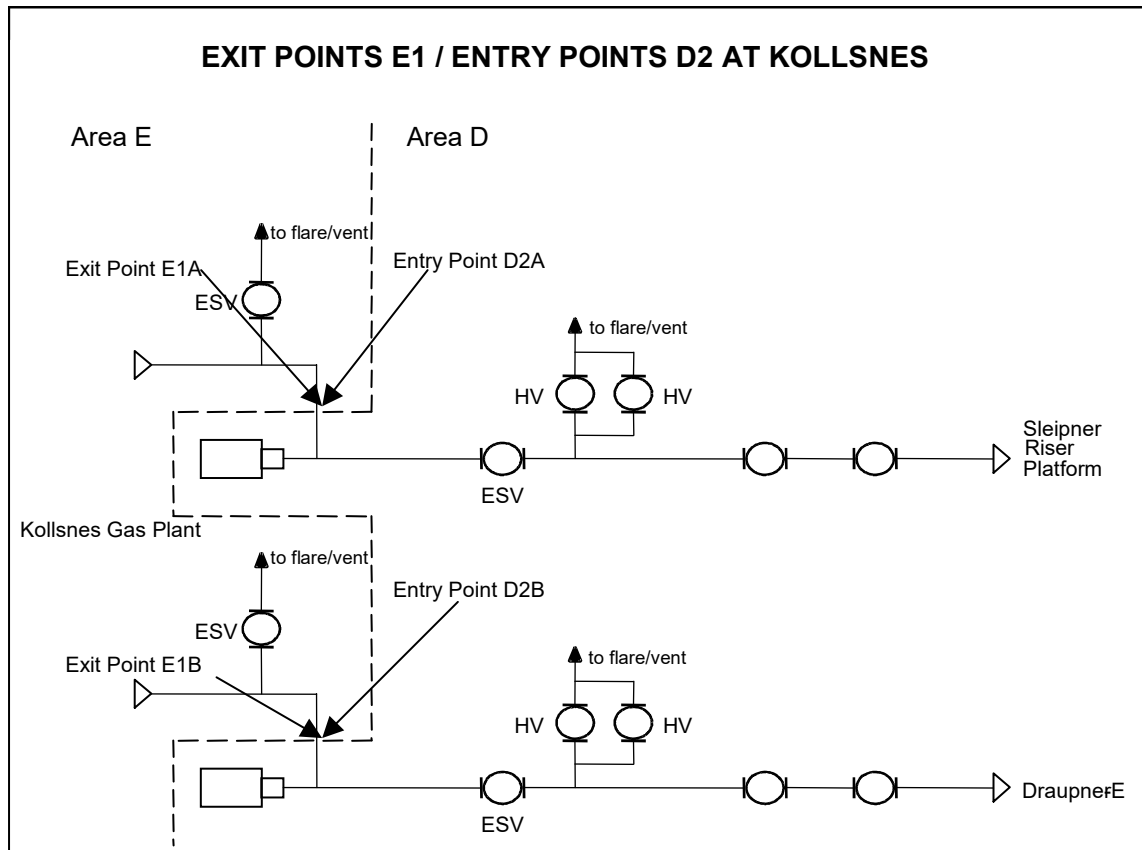 EXIT POINTS E1 / ENTRY POINTS D2 AT KOLLSNES
Area E
Area D
to flare/vent
Exit Point E1A
Entry Point D2A
ESV
to flare/vent
HV
HV
Sleipner
Riser
Platform
ESV
Kollsnes Gas Plant
to flare/vent
Entry Point D2B
ESV
Exit Point E1B
to flare/vent
HV
HV
Draupner-E
ESV